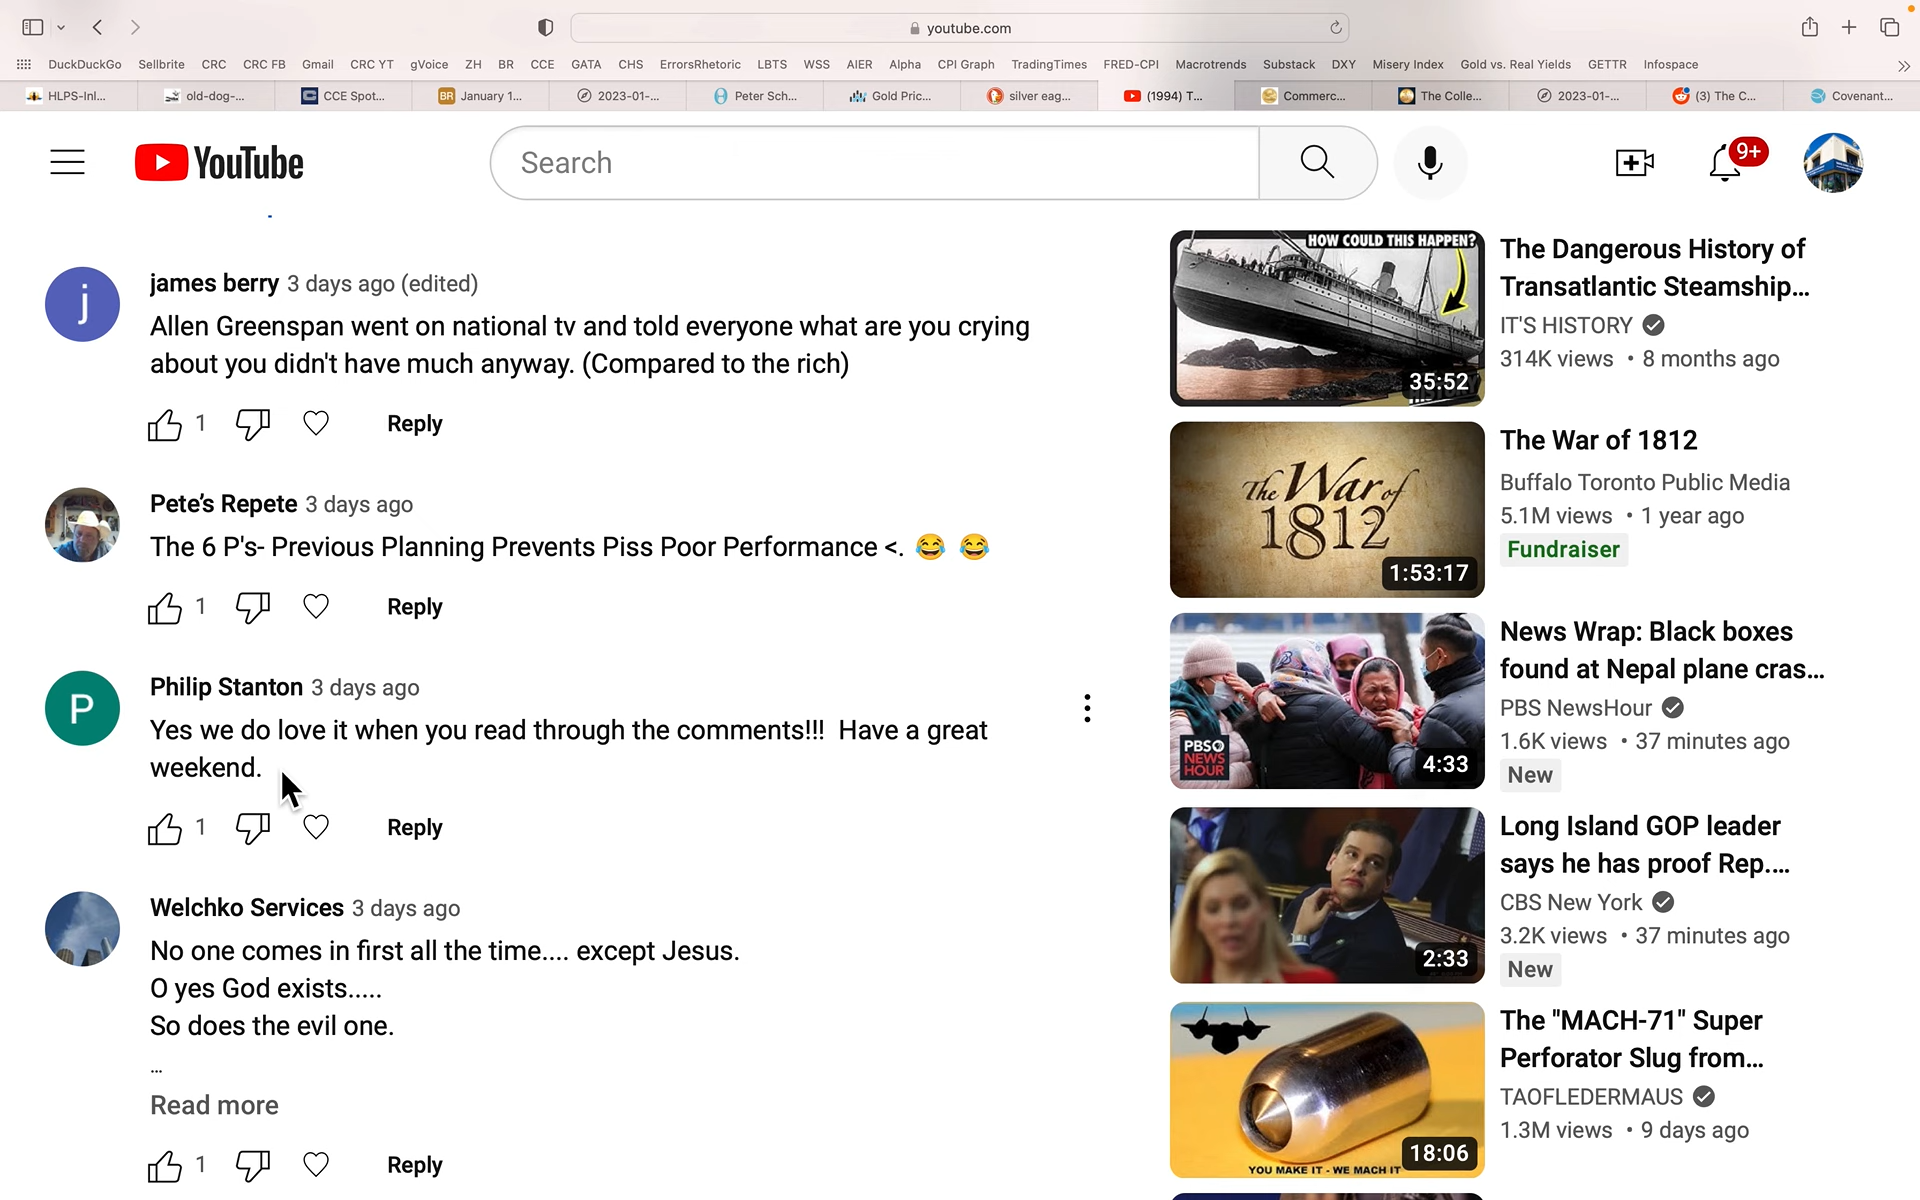 youtube.com
DuckDuckGo Sellbrite CRC CRC FB Gmail CRC YT gVoice ZH BR CCE GATA CHS ErrorsRhetoric LBTS WSS AIER Alpha CPI Graph TradingTimes FRED-CPI Macrotrends Substack DXY Misery Index Gold vs. Real Yields GETTR Infospace
HLPS-Inl... old-dog-... CCE Spot... BR January 1... 2023-01-... Peter Sch... Gold Pric... silver eag... (1994) T... Commerc... The Colle... 2023-01-... (3) The C... Covenant...
YouTube
Search
9+
j
james berry 3 days ago (edited)
Allen Greenspan went on national tv and told everyone what are you crying
about you didn't have much anyway. (Compared to the rich)
1 Reply
Pete's Repete 3 days ago
The 6 P's- Previous Planning Prevents Piss Poor Performance <. 😂 😂
1 Reply
P
Philip Stanton 3 days ago
Yes we do love it when you read through the comments!!! Have a great
weekend.
1 Reply
Welchko Services 3 days ago
No one comes in first all the time.... except Jesus.
O yes God exists.....
So does the evil one.
...
Read more
1 Reply
HOW COULD THIS HAPPEN?
35:52
The Dangerous History of
Transatlantic Steamship...
IT'S HISTORY
314K views • 8 months ago
The War of
1812
1:53:17
The War of 1812
Buffalo Toronto Public Media
5.1M views • 1 year ago
Fundraiser
PBS
NEWS
HOUR
4:33
News Wrap: Black boxes
found at Nepal plane cras...
PBS NewsHour
1.6K views • 37 minutes ago
New
2:33
Long Island GOP leader
says he has proof Rep....
CBS New York
3.2K views • 37 minutes ago
New
YOU MAKE IT - WE MACH IT
18:06
The "MACH-71" Super
Perforator Slug from...
TAOFLEDERMAUS
1.3M views • 9 days ago